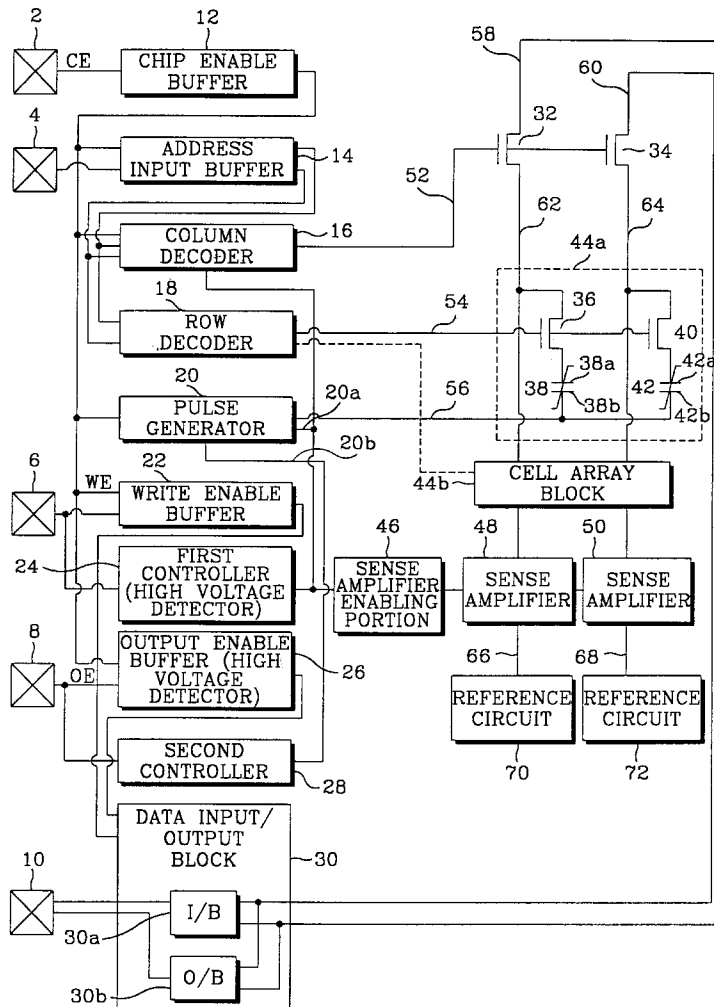 2
12
58
CE
CHIP ENABLE
BUFFER
60
4
32
ADDRESS
INPUT BUFFER
14
34
52
COLUMN
DECODER
16
62
64
44a
18
ROW
DECODER
54
36
40
38a
38
38b
42a
42
42b
20
PULSE
GENERATOR
20a
56
20b
22
6
WE
WRITE ENABLE
BUFFER
44b
CELL ARRAY
BLOCK
46
48
50
24
FIRST
CONTROLLER
(HIGH VOLTAGE
DETECTOR)
SENSE
AMPLIFIER
ENABLING
PORTION
SENSE
AMPLIFIER
SENSE
AMPLIFIER
8
OE
OUTPUT ENABLE
BUFFER (HIGH
VOLTAGE
DETECTOR)
26
66
68
SECOND
CONTROLLER
28
REFERENCE
CIRCUIT
REFERENCE
CIRCUIT
70
72
DATA INPUT/
OUTPUT
BLOCK
30
10
I/B
30a
O/B
30b